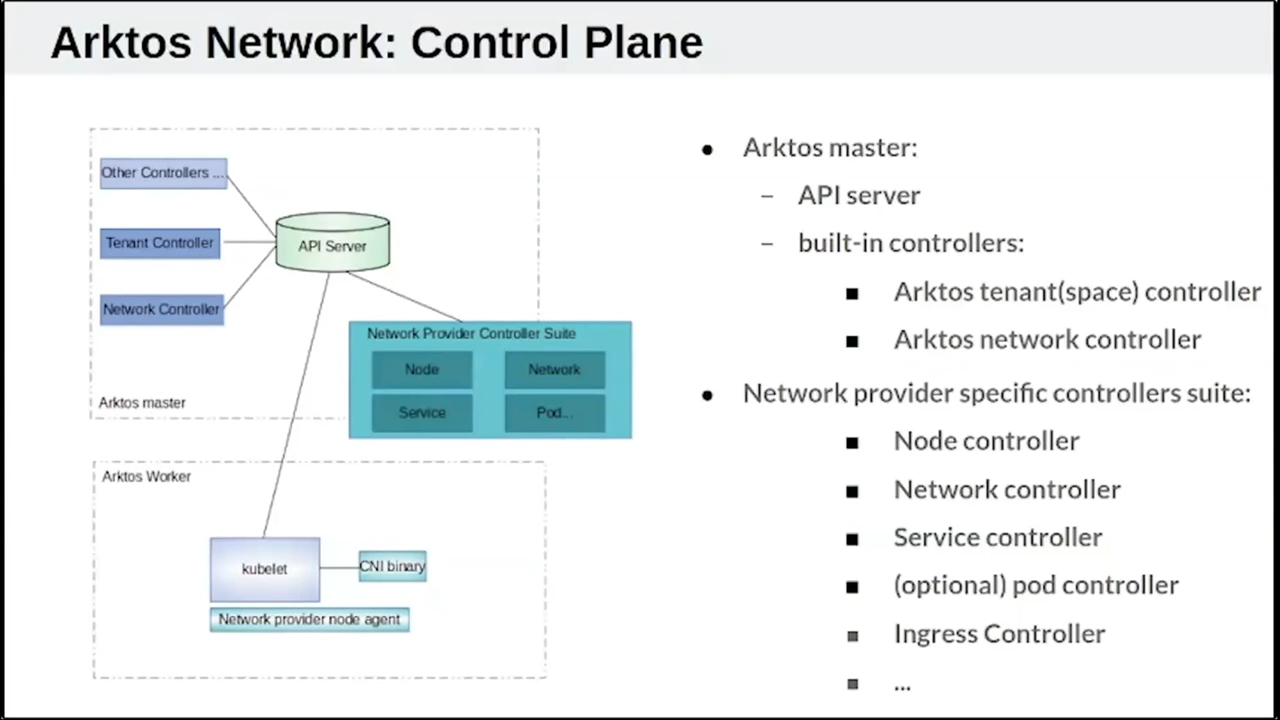 Arktos Network: Control Plane
Other Controllers ...
Tenant Controller
API Server
Network Controller
Network Provider Controller Suite
Node
Network
Service
Pod...
Arktos master
Arktos Worker
kubelet
CNI binary
Network provider node agent
● Arktos master:
– API server
– built-in controllers:
■ Arktos tenant(space) controller
■ Arktos network controller
● Network provider specific controllers suite:
■ Node controller
■ Network controller
■ Service controller
■ (optional) pod controller
■ Ingress Controller
■ ...